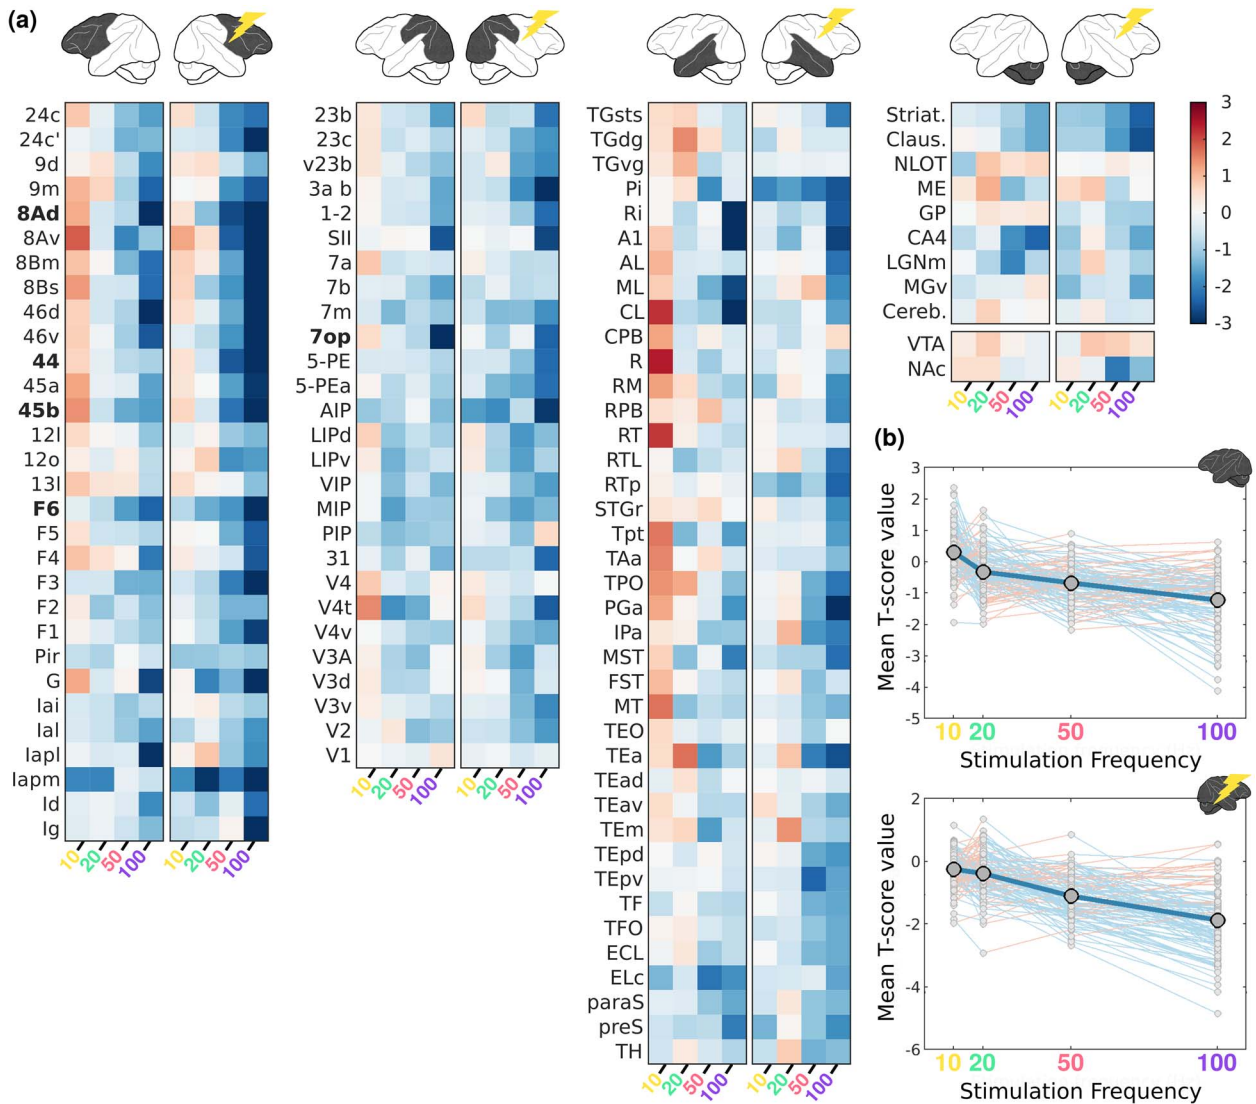 (a)
24c
24c'
9d
9m
8Ad
8Av
8Bm
8Bs
46d
46v
44
45a
45b
12l
12o
13l
F6
F5
F4
F3
F2
F1
Pir
G
Iai
Ial
Iapl
Iapm
Id
Ig
10 20 50 100 10 20 50 100
23b
23c
v23b
3a b
1-2
SII
7a
7b
7m
7op
5-PE
5-PEa
AIP
LIPd
LIPv
VIP
MIP
PIP
31
V4
V4t
V4v
V3A
V3d
V3v
V2
V1
10 20 50 100 10 20 50 100
TGsts
TGdg
TGvg
Pi
Ri
A1
AL
ML
CL
CPB
R
RM
RPB
RT
RTL
RTp
STGr
Tpt
TAa
TPO
PGa
IPa
MST
FST
MT
TEO
TEa
TEad
TEav
TEm
TEpd
TEpv
TF
TFO
ECL
ELc
paraS
preS
TH
10 20 50 100 10 20 50 100
Striat.
Claus.
NLOT
ME
GP
CA4
LGNm
MGv
Cereb.
VTA
NAc
10 20 50 100 10 20 50 100
3
2
1
0
-1
-2
-3
(b)
Mean T-score value
3
2
1
0
-1
-2
-3
-4
-5
10 20 50 100
Stimulation Frequency
Mean T-score value
2
0
-2
-4
-6
10 20 50 100
Stimulation Frequency